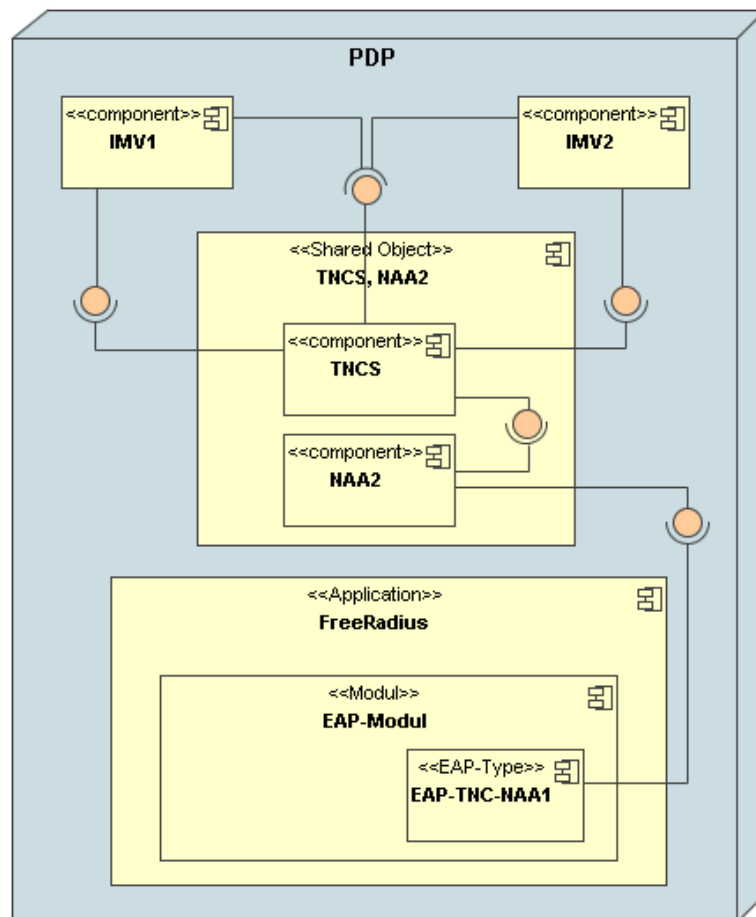 PDP
<<component>>
IMV1
<<component>>
IMV2
<<Shared Object>>
TNCS, NAA2
<<component>>
TNCS
<<component>>
NAA2
<<Application>>
FreeRadius
<<Modul>>
EAP-Modul
<<EAP-Type>>
EAP-TNC-NAA1